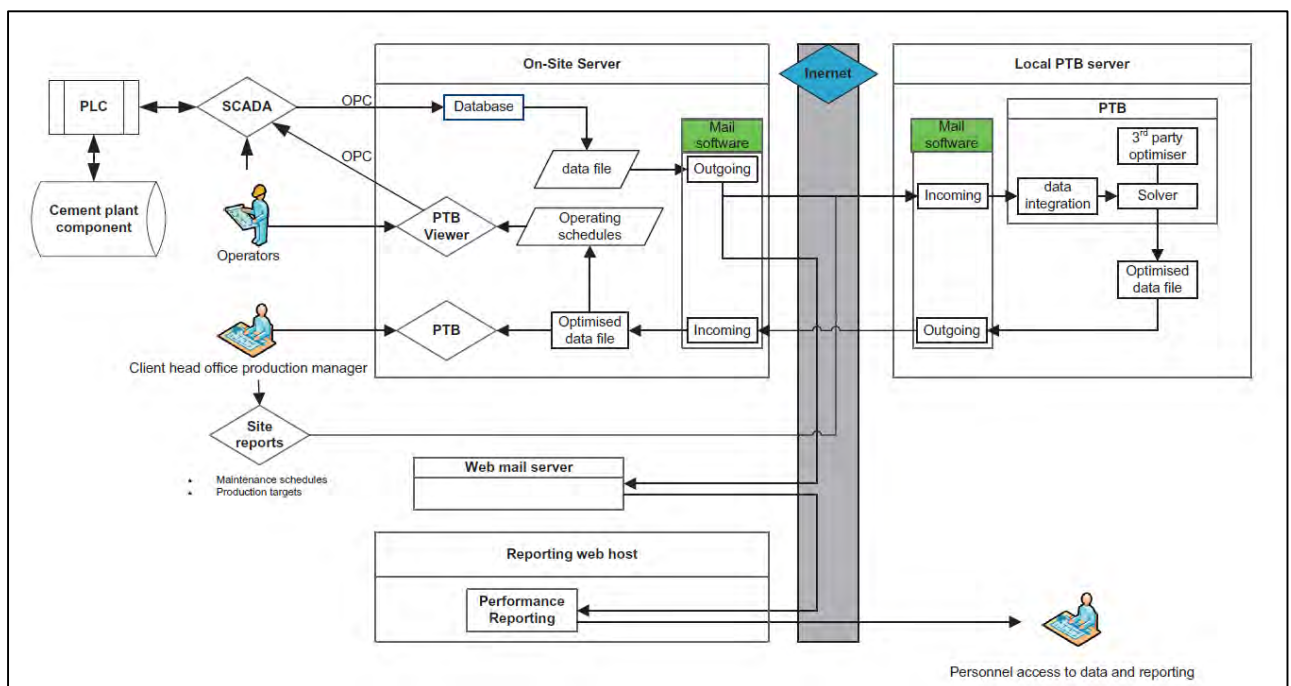 On-Site Server
Inernet
Local PTB server
PLC
SCADA
OPC
Database
Mail
software
Mail
software
PTB
3rd party
optimiser
OPC
data file
Outgoing
Incoming
data
integration
Solver
Cement plant
component
PTB
Viewer
Operating
schedules
Operators
Optimised
data file
PTB
Optimised
data file
Incoming
Outgoing
Client head office production manager
Site
reports
Maintenance schedules
Production targets
Web mail server
Reporting web host
Performance
Reporting
Personnel access to data and reporting